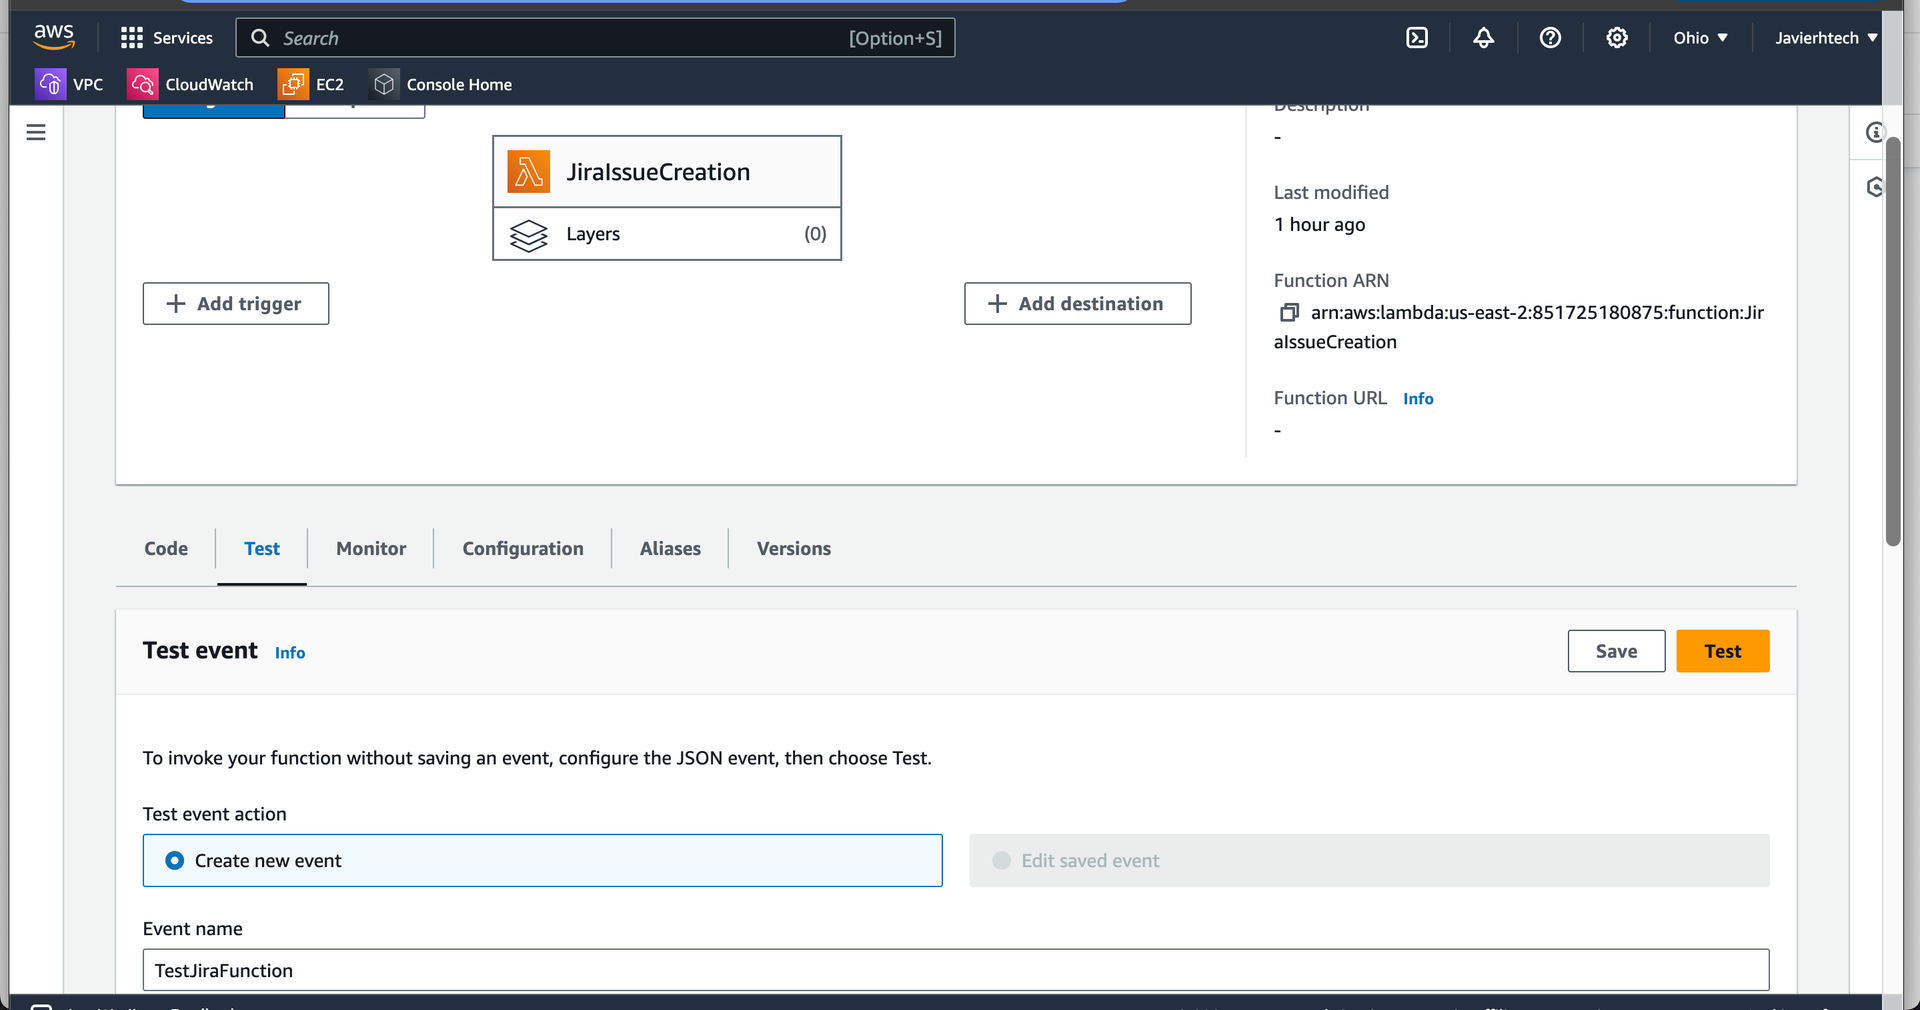 aws
Services
Search
[Option+S]
Ohio
Javierhtech
VPC
CloudWatch
EC2
Console Home
Description
-
JiraIssueCreation
Last modified
1 hour ago
Layers
(0)
Function ARN
Add trigger
Add destination
arn:aws:lambda:us-east-2:851725180875:function:Jir
aIssueCreation
Function URL Info
-
Code
Test
Monitor
Configuration
Aliases
Versions
Test event Info
Save
Test
To invoke your function without saving an event, configure the JSON event, then choose Test.
Test event action
Create new event
Edit saved event
Event name
TestJiraFunction